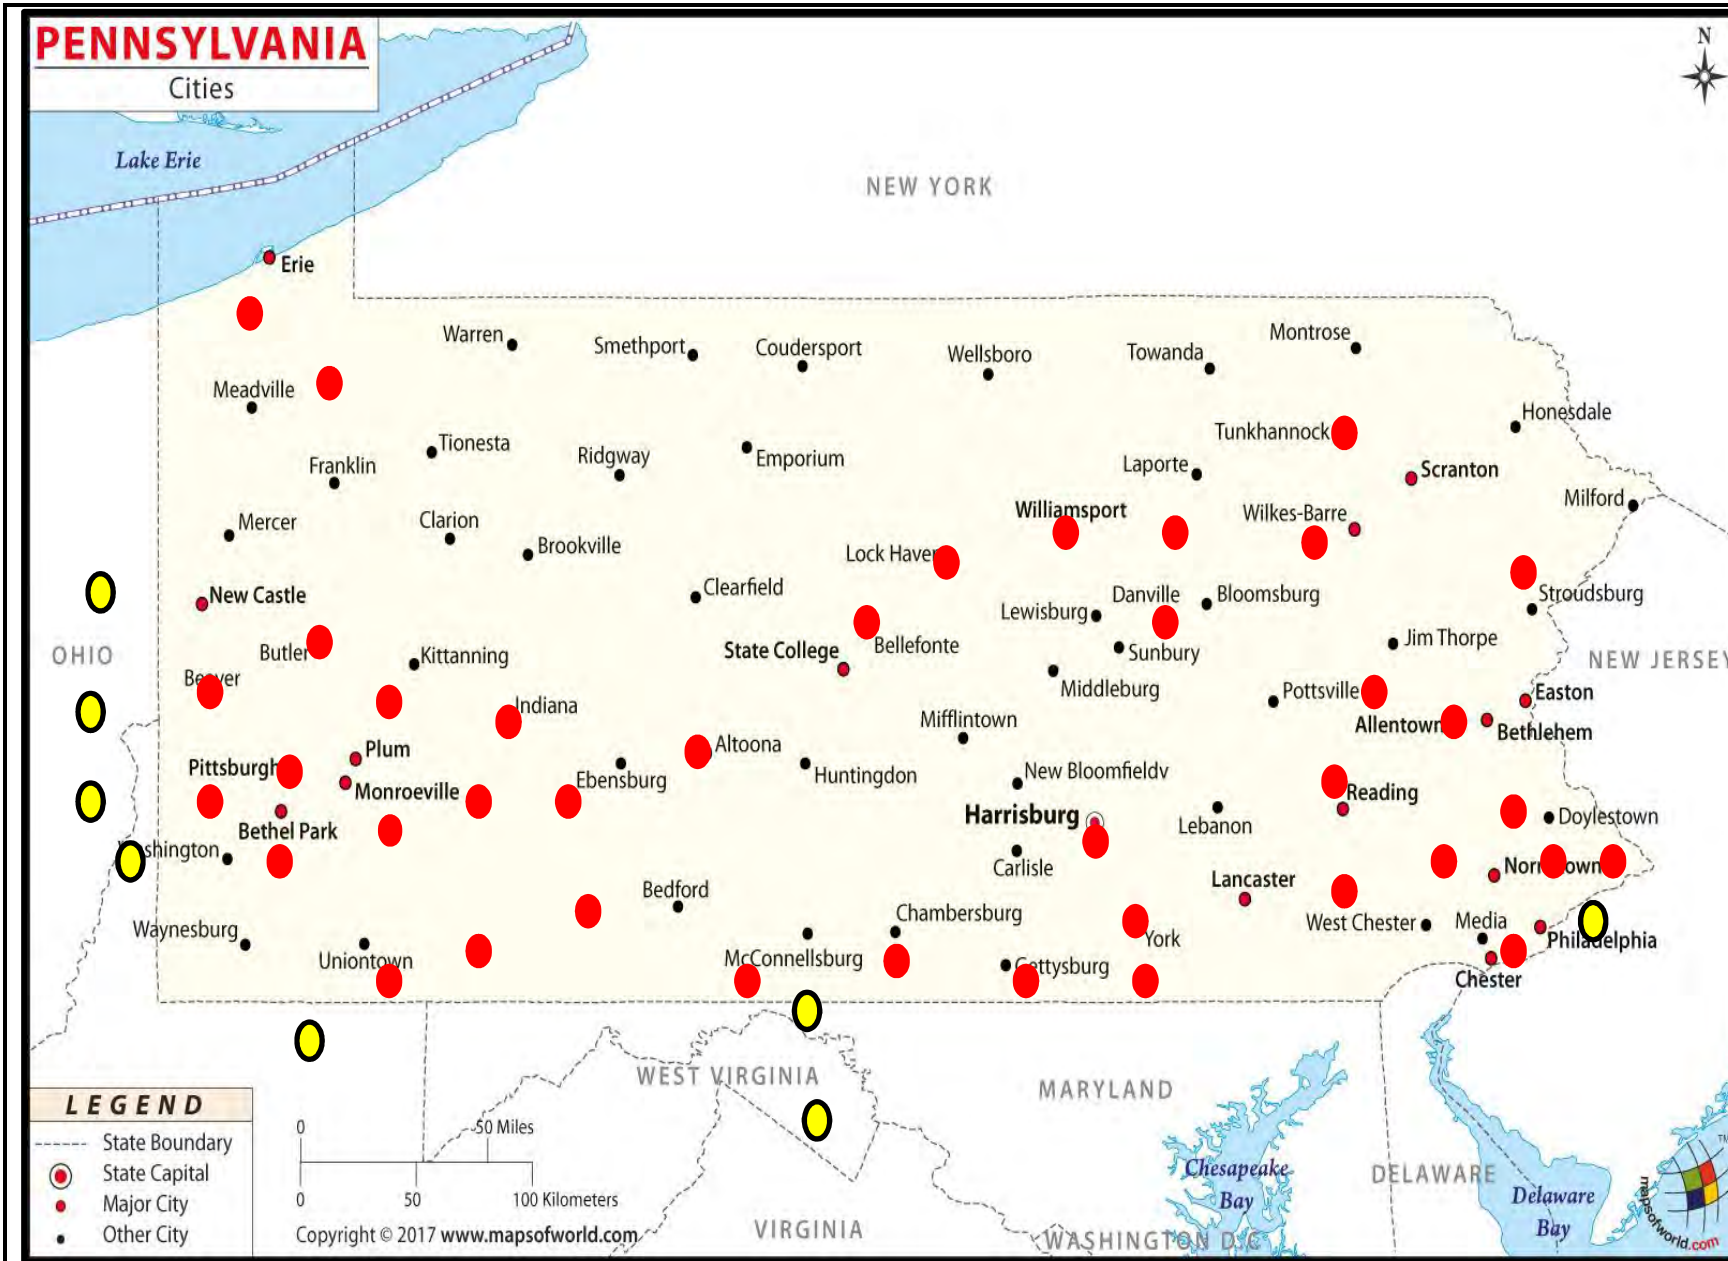 PENNSYLVANIA
Cities
N
Lake Erie
NEW YORK
Erie
Warren
Smethport
Coudersport
Wellsboro
Towanda
Montrose
Meadville
Honesdale
Tionesta
Franklin
Ridgway
Emporium
Tunkhannock
Laporte
Scranton
Milford
Mercer
Clarion
Brookville
Williamsport
Wilkes-Barre
Lock Haven
New Castle
Clearfield
Lewisburg
Danville
Bloomsburg
Stroudsburg
OHIO
Butler
Kittanning
State College
Bellefonte
Sunbury
Jim Thorpe
NEW JERSEY
Beaver
Indiana
Middleburg
Pottsville
Easton
Mifflintown
Allentown
Bethlehem
Plum
Pittsburgh
Altoona
Monroeville
Ebensburg
Huntingdon
New Bloomfieldv
Reading
Harrisburg
Bethel Park
Lebanon
Doylestown
Washington
Carlisle
Norristown
Bedford
Lancaster
Waynesburg
Uniontown
McConnellsburg
Chambersburg
Gettysburg
York
West Chester
Media
Philadelphia
Chester
WEST VIRGINIA
MARYLAND
LEGEND
State Boundary
State Capital
Major City
Other City
0
50 Miles
0
50
100 Kilometers
Copyright © 2017 www.mapsofworld.com
VIRGINIA
WASHINGTON D.C
Chesapeake
Bay
DELAWARE
Delaware
Bay
TM
mapsofworld.com